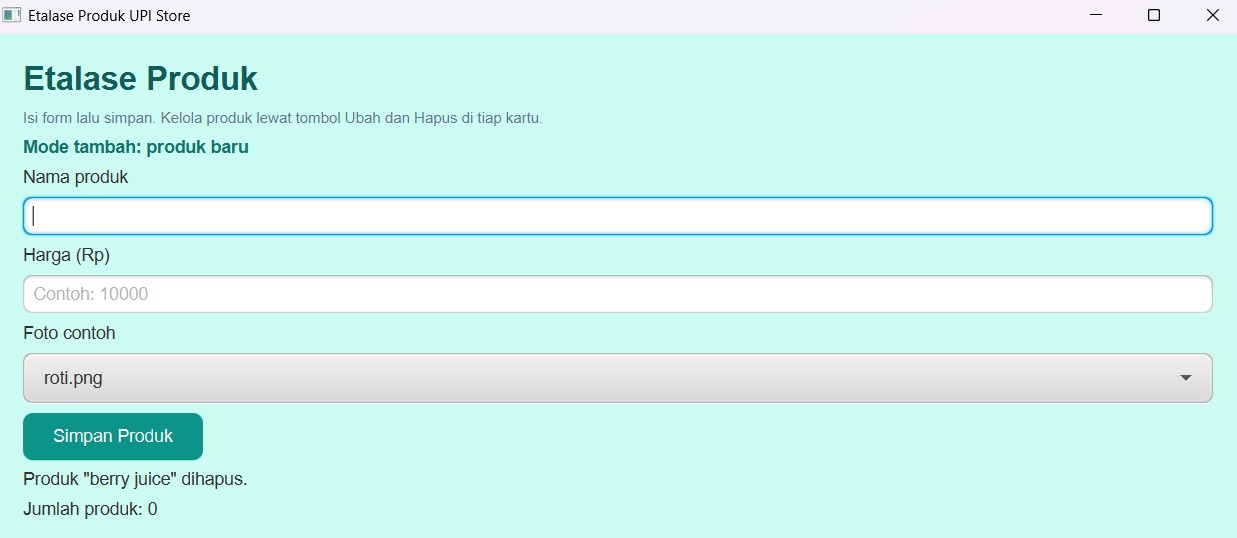 Etalase Produk UPI Store
Etalase Produk
Isi form lalu simpan. Kelola produk lewat tombol Ubah dan Hapus di tiap kartu.
Mode tambah: produk baru
Nama produk
Harga (Rp)
Contoh: 10000
Foto contoh
roti.png
Simpan Produk
Produk "berry juice" dihapus.
Jumlah produk: 0